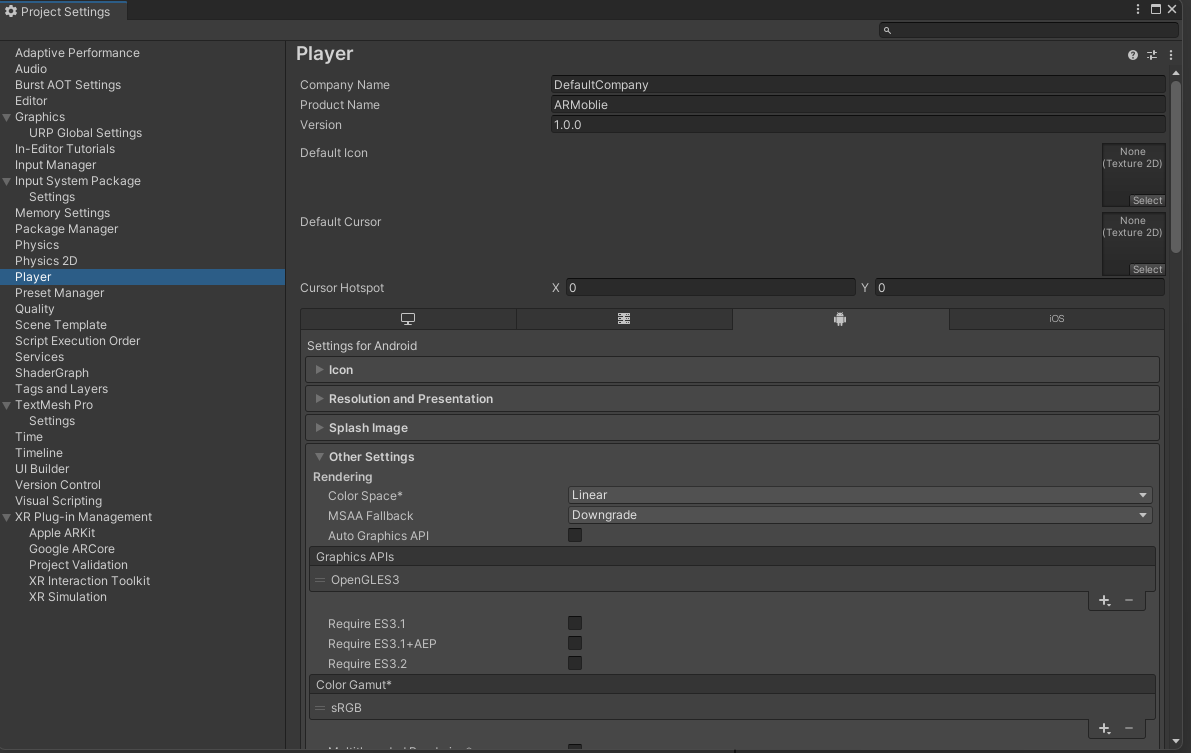 Project Settings
Adaptive Performance
Audio
Burst AOT Settings
Editor
Graphics
URP Global Settings
In-Editor Tutorials
Input Manager
Input System Package
Settings
Memory Settings
Package Manager
Physics
Physics 2D
Player
Preset Manager
Quality
Scene Template
Script Execution Order
Services
ShaderGraph
Tags and Layers
TextMesh Pro
Settings
Time
Timeline
UI Builder
Version Control
Visual Scripting
XR Plug-in Management
Apple ARKit
Google ARCore
Project Validation
XR Interaction Toolkit
XR Simulation
Player
Company Name DefaultCompany
Product Name ARMoblie
Version 1.0.0
Default Icon
None
(Texture 2D)
Select
Default Cursor
None
(Texture 2D)
Select
Cursor Hotspot X 0 Y 0
iOS
Settings for Android
Icon
Resolution and Presentation
Splash Image
Other Settings
Rendering
Color Space* Linear
MSAA Fallback Downgrade
Auto Graphics API
Graphics APIs
OpenGLES3
Require ES3.1
Require ES3.1+AEP
Require ES3.2
Color Gamut*
sRGB